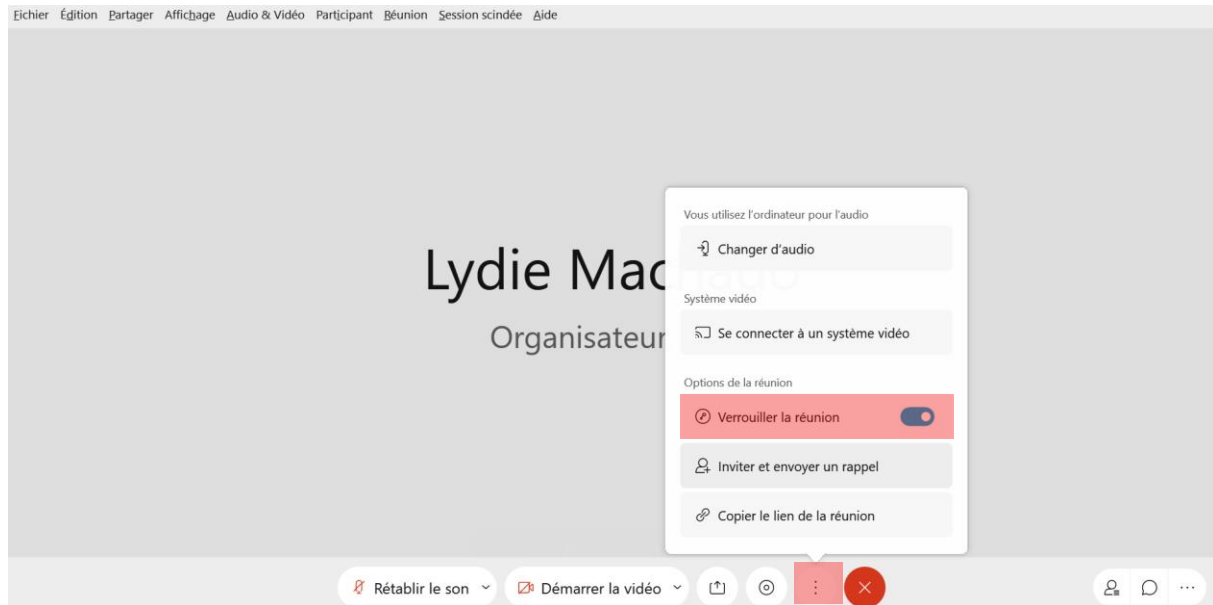 Fichier Édition Partager Affichage Audio & Vidéo Participant Réunion Session scindée Aide
Vous utilisez l'ordinateur pour l'audio
Changer d'audio
Lydie Mac
Système vidéo
Organisateur
Se connecter à un système vidéo
Options de la réunion
Verrouiller la réunion
Inviter et envoyer un rappel
Copier le lien de la réunion
Rétablir le son Démarrer la vidéo